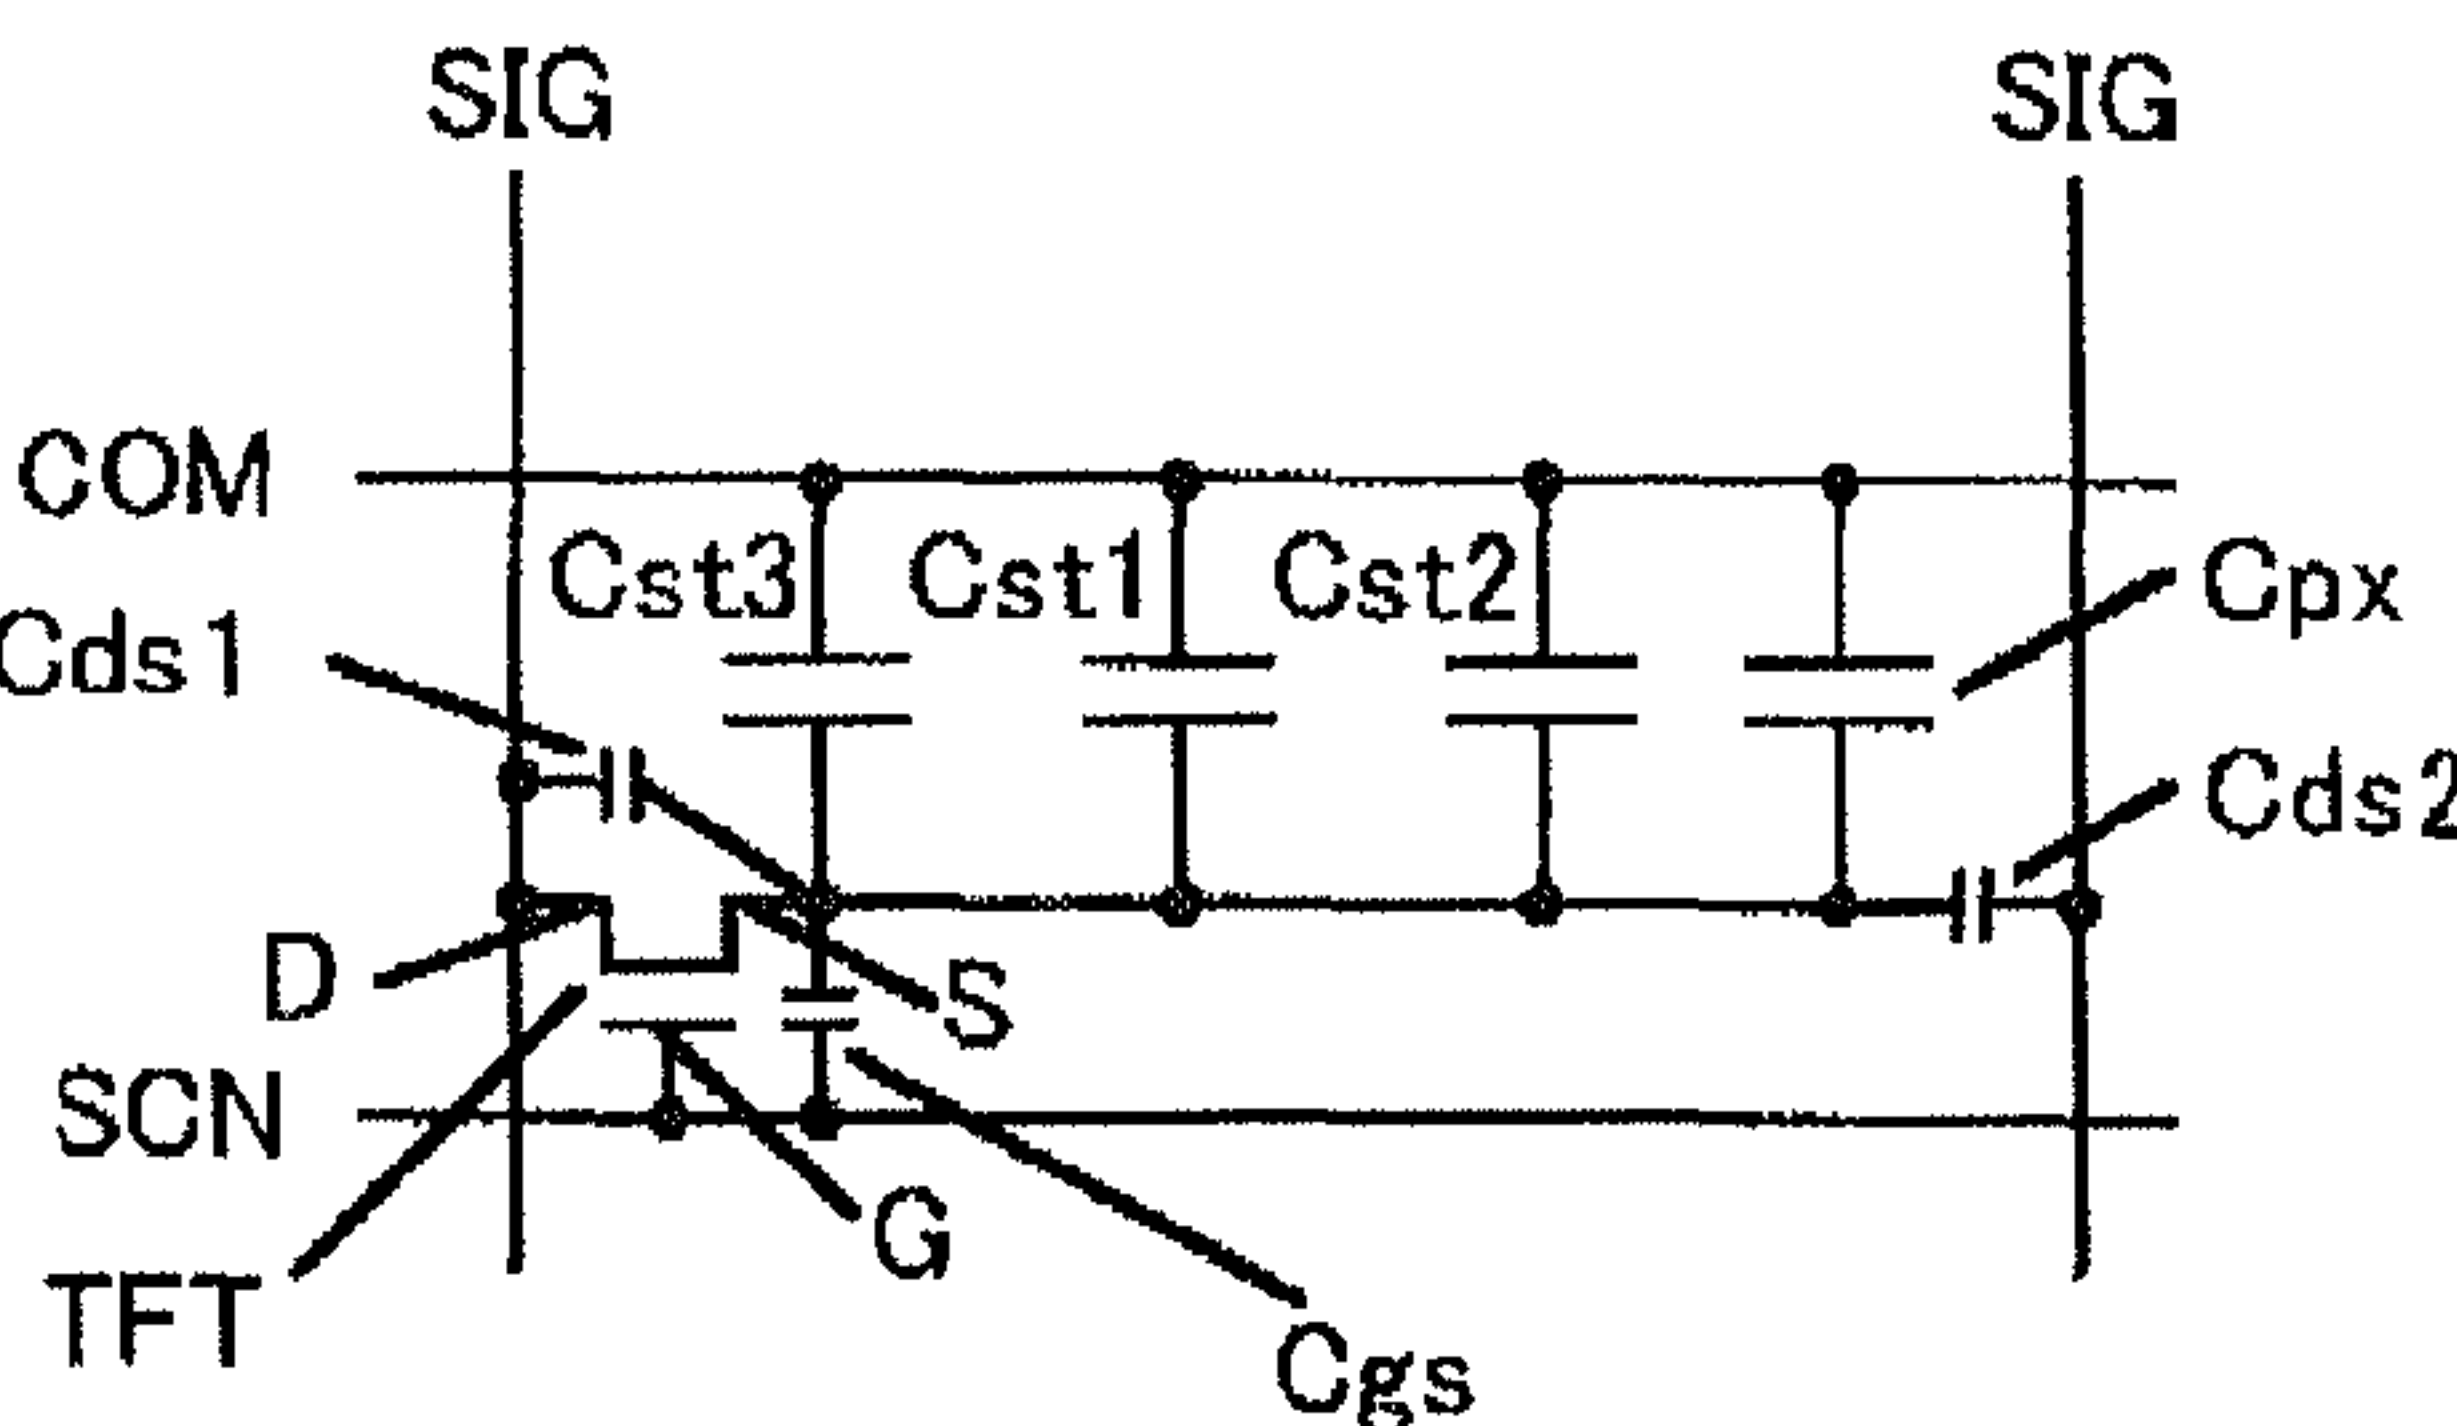 SIG SIG
COM
Cst3 Cst1 Cst2 Cpx
Cds1
Cds2
D
S
SCN
G
TFT
Cgs